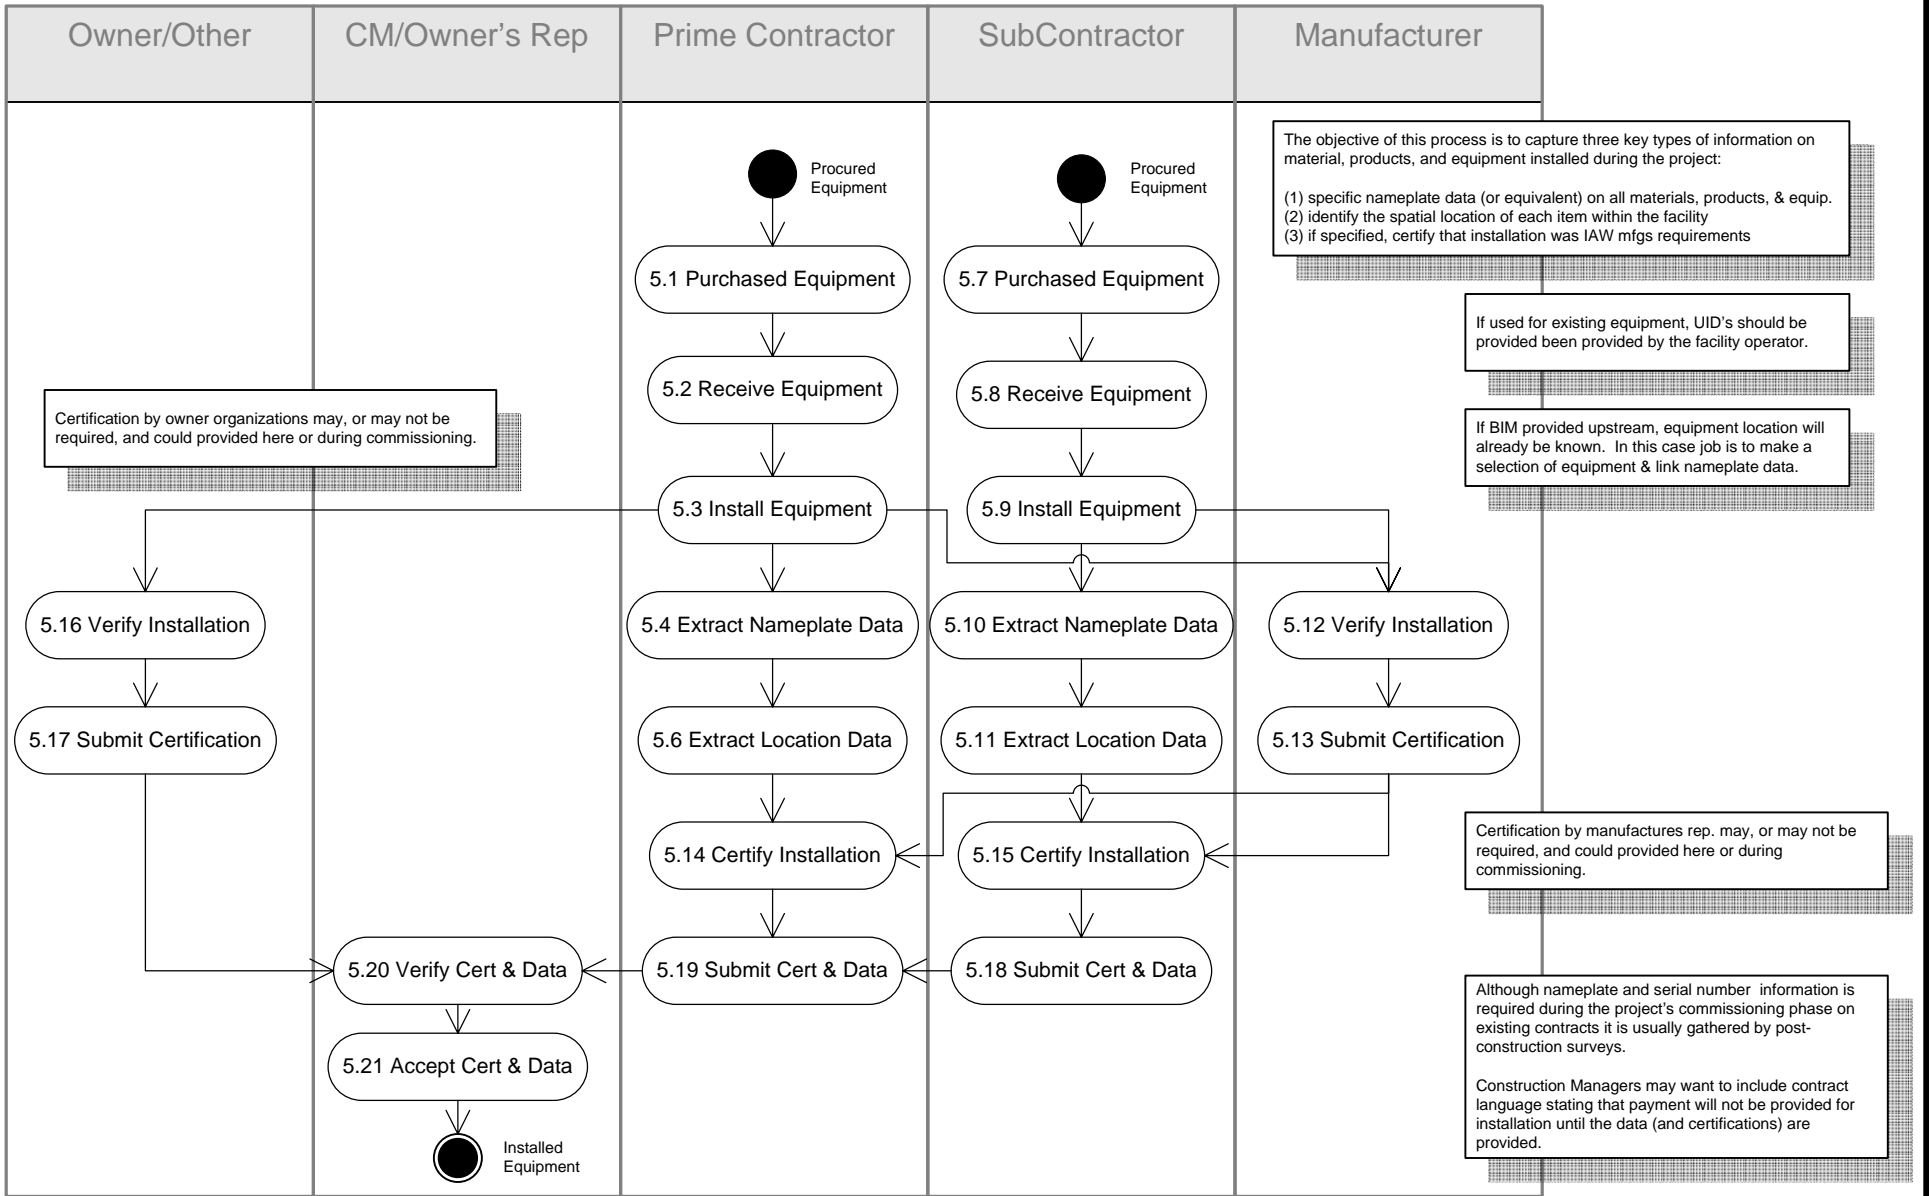 Owner/Other
CM/Owner's Rep
Prime Contractor
SubContractor
Manufacturer
Procured
Equipment
Procured
Equipment
The objective of this process is to capture three key types of information on
material, products, and equipment installed during the project:
(1) specific nameplate data (or equivalent) on all materials, products, & equip.
(2) identify the spatial location of each item within the facility
(3) if specified, certify that installation was IAW mfgs requirements
5.1 Purchased Equipment
5.7 Purchased Equipment
If used for existing equipment, UID's should be
provided been provided by the facility operator.
5.2 Receive Equipment
5.8 Receive Equipment
Certification by owner organizations may, or may not be
required, and could provided here or during commissioning.
If BIM provided upstream, equipment location will
already be known.  In this case job is to make a
selection of equipment & link nameplate data.
5.3 Install Equipment
5.9 Install Equipment
5.16 Verify Installation
5.4 Extract Nameplate Data
5.10 Extract Nameplate Data
5.12 Verify Installation
5.17 Submit Certification
5.6 Extract Location Data
5.11 Extract Location Data
5.13 Submit Certification
5.14 Certify Installation
5.15 Certify Installation
Certification by manufactures rep. may, or may not be
required, and could provided here or during
commissioning.
5.20 Verify Cert & Data
5.19 Submit Cert & Data
5.18 Submit Cert & Data
5.21 Accept Cert & Data
Although nameplate and serial number  information is
required during the project's commissioning phase on
existing contracts it is usually gathered by post-
construction surveys.
Construction Managers may want to include contract
language stating that payment will not be provided for
installation until the data (and certifications) are
provided.
Installed
Equipment